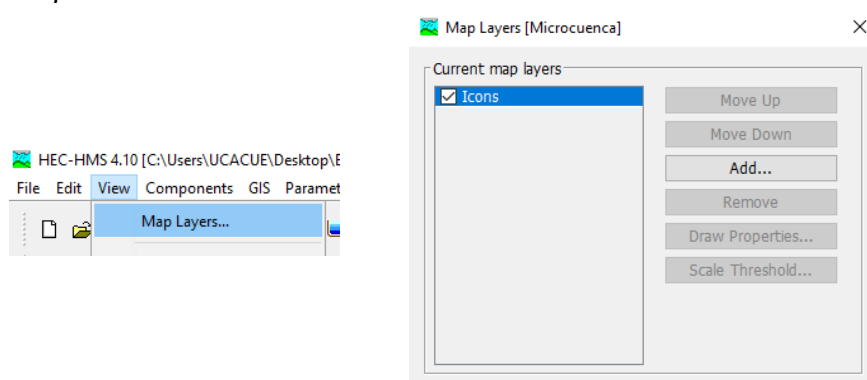 HEC-HMS 4.10 [C:\Users\UCACUE\Desktop\E
File Edit View Components GIS Paramet
Map Layers...
Map Layers [Microcuenca]
Current map layers
Icons
Move Up
Move Down
Add...
Remove
Draw Properties...
Scale Threshold...